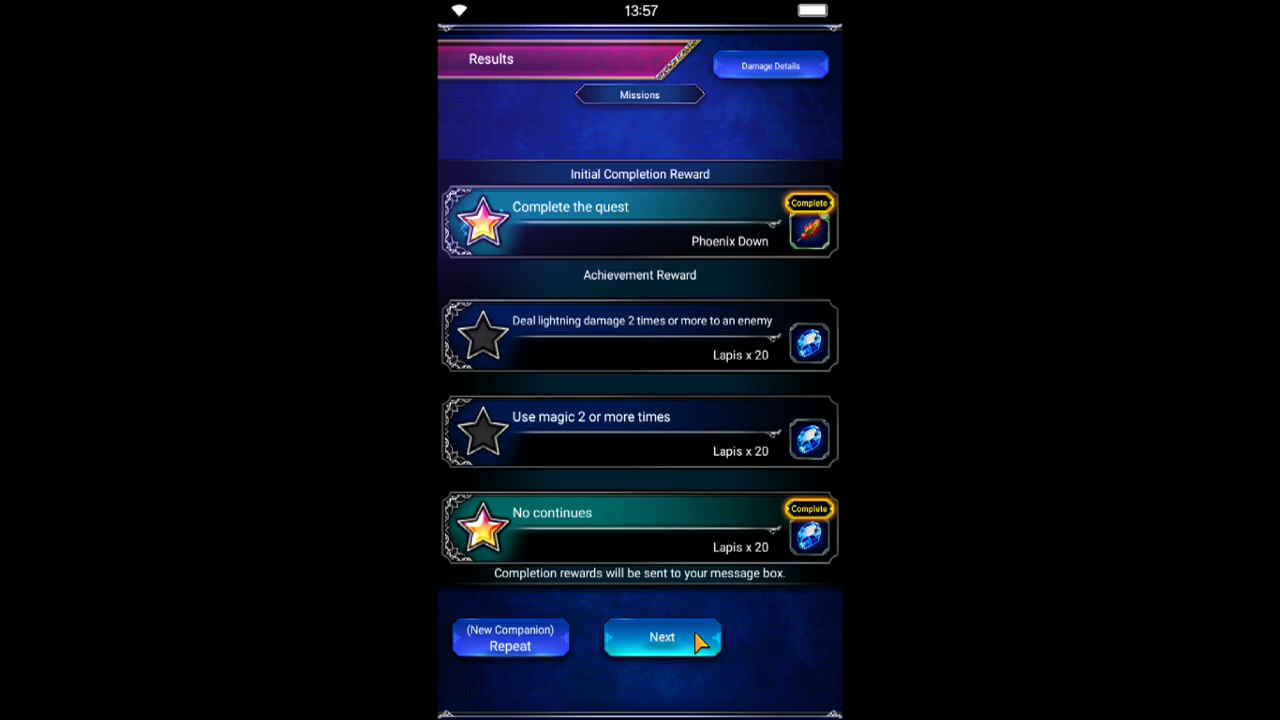 13:57
Results
Damage Details
Missions
Initial Completion Reward
Complete the quest
Complete
Phoenix Down
Achievement Reward
Deal lightning damage 2 times or more to an enemy
Lapis x 20
Use magic 2 or more times
Lapis x 20
No continues
Complete
Lapis x 20
Completion rewards will be sent to your message box.
(New Companion)
Repeat
Next